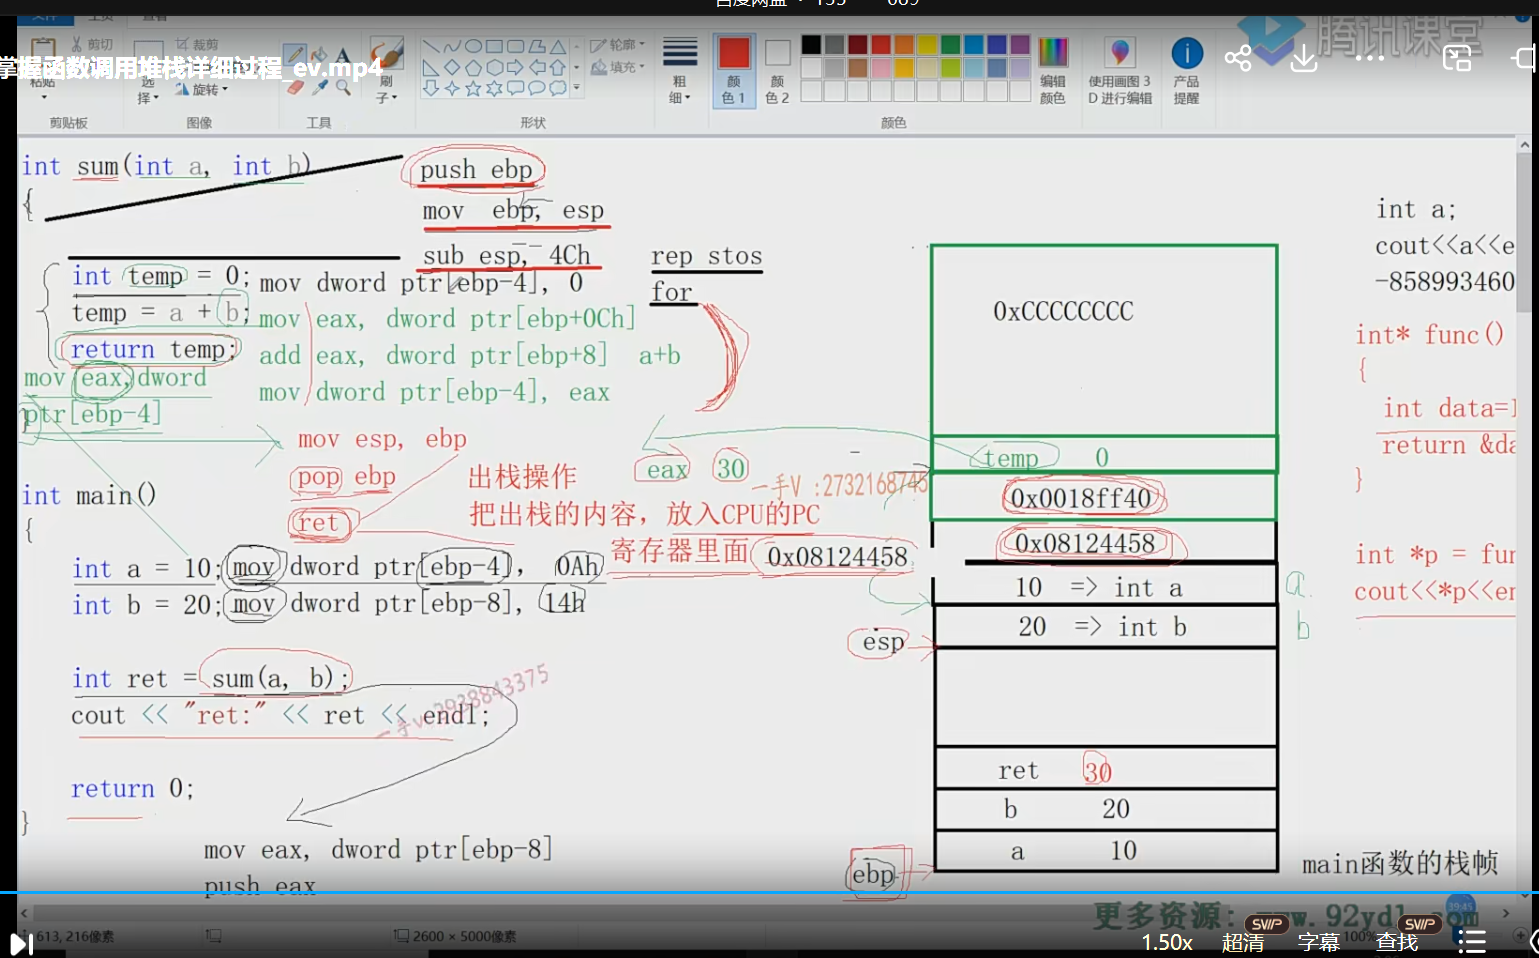 掌握函数调用堆栈详细过程_ev.mp4
剪切
裁剪
旋转
选
择
刷
子
轮廓
填充
粗
细
颜
色 1
颜
色 2
编辑
颜色
使用画图 3
D 进行编辑
产品
提醒
剪贴板
图像
工具
形状
颜色
腾讯课堂
int sum(int a, int b)
{
push ebp
mov ebp, esp
sub esp, 4Ch
rep stos
for
int temp = 0; mov dword ptr[ebp-4], 0
temp = a + b; mov eax, dword ptr[ebp+0Ch]
return temp; add eax, dword ptr[ebp+8] a+b
mov eax,dword
ptr[ebp-4]
mov dword ptr[ebp-4], eax
}
mov esp, ebp
pop ebp
ret
出栈操作
把出栈的内容，放入CPU的PC
寄存器里面 0x08124458
eax 30
一手V :2732168743
int main()
{
int a = 10; mov dword ptr[ebp-4], 0Ah
int b = 20; mov dword ptr[ebp-8], 14h
int ret = sum(a, b);
cout << "ret:" << ret << endl;
一手v:2938843375
return 0;
}
mov eax, dword ptr[ebp-8]
push eax
0xCCCCCCCC
temp 0
0x0018ff40
0x08124458
10 => int a
20 => int b
a
b
esp
ret 30
b 20
a 10
ebp
main函数的栈帧
int a;
cout<<a<<e
-858993460
int* func()
{
int data=
return &da
}
int *p = fun
cout<<*p<<en
更多资源: www.92ydl.com
39:45
613, 216像素
2600 × 5000像素
100%
1.50x
超清
SVIP
字幕
查找
SVIP